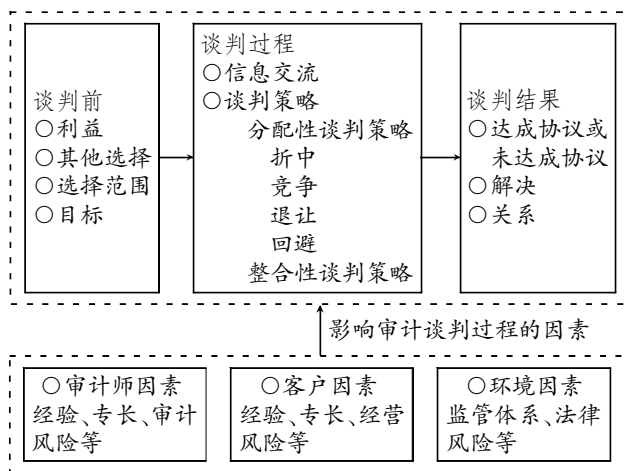 谈判前
○利益
○其他选择
○选择范围
○目标
谈判过程
○信息交流
○谈判策略
分配性谈判策略
折中
竞争
退让
回避
整合性谈判策略
谈判结果
○达成协议或
未达成协议
○解决
○关系
影响审计谈判过程的因素
○审计师因素
经验、专长、审计
风险等
○客户因素
经验、专长、经营
风险等
○环境因素
监管体系、法律
风险等